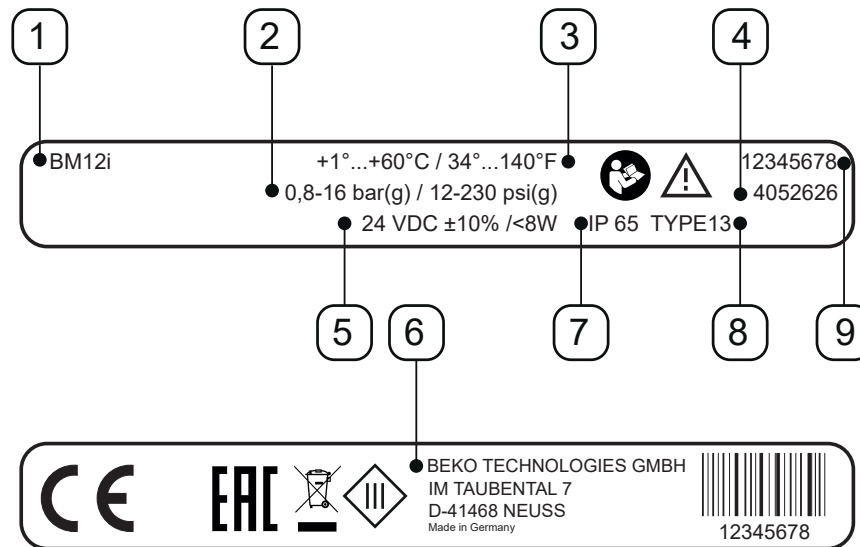 1 2 3 4
BM12i +1°...+60°C / 34°...140°F 12345678
0,8-16 bar(g) / 12-230 psi(g) 4052626
24 VDC ±10% /<8W IP 65 TYPE13
5 6 7 8 9
CE EAC III
BEKO TECHNOLOGIES GMBH
IM TAUBENTAL 7
D-41468 NEUSS
Made in Germany
12345678